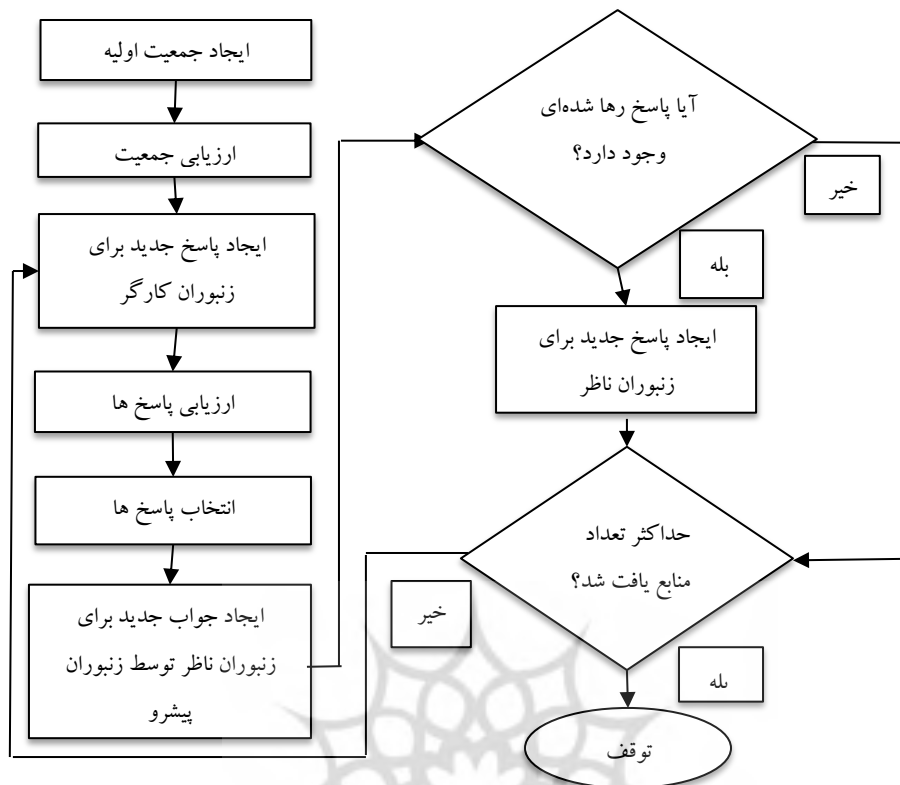 ایجاد جمعیت اولیه
ارزیابی جمعیت
ایجاد پاسخ جدید برای
زنبوران کارگر
ارزیابی پاسخ ها
انتخاب پاسخ ها
ایجاد جواب جدید برای
زنبوران ناظر توسط زنبوران
پیشرو
آیا پاسخ رها شده‌ای
وجود دارد؟
خیر
بله
ایجاد پاسخ جدید برای
زنبوران ناظر
حداکثر تعداد
منابع یافت شد؟
خیر
بله
توقف